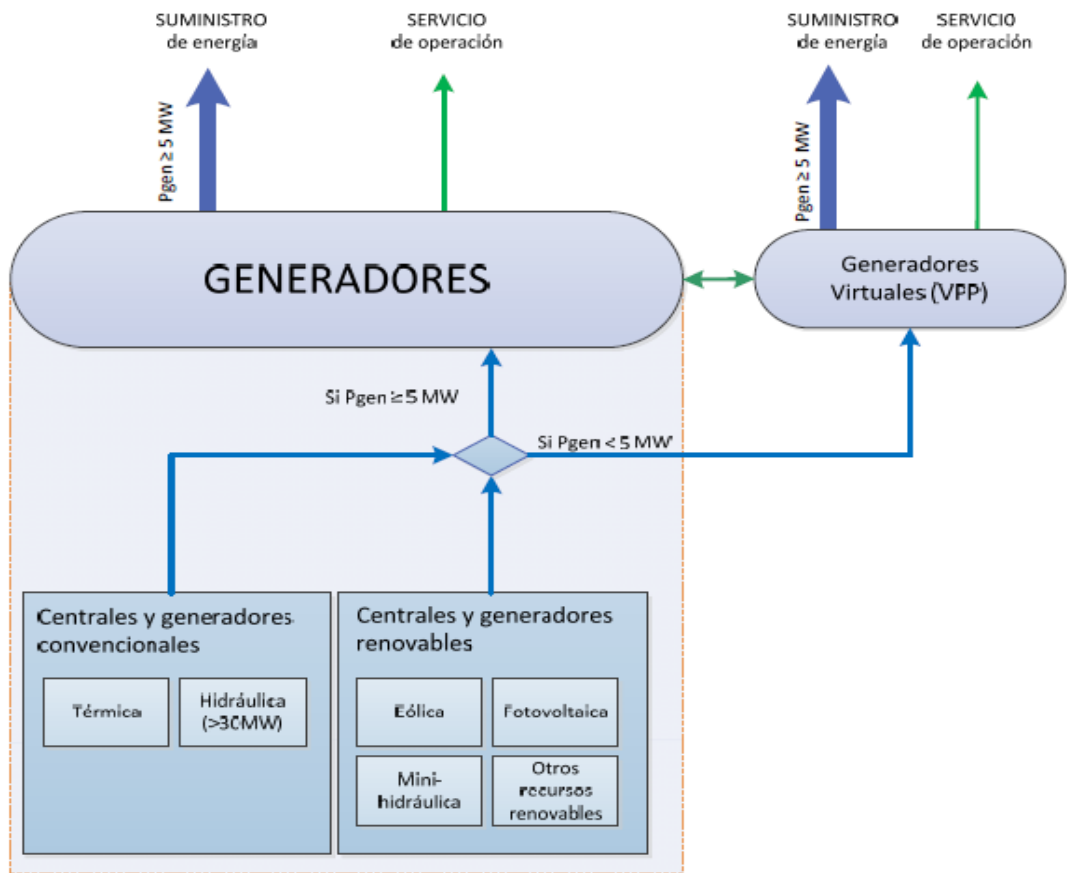 SUMINISTRO
de energía
SERVICIO
de operación
SUMINISTRO
de energía
SERVICIO
de operación
Pgen ≥ 5 MW
Pgen ≥ 5 MW
GENERADORES
Generadores
Virtuales (VPP)
Si Pgen ≥ 5 MW
Si Pgen < 5 MW
Centrales y generadores
convencionales
Térmica
Hidráulica
(>30MW)
Centrales y generadores
renovables
Eólica
Fotovoltaica
Mini-
hidráulica
Otros
recursos
renovables